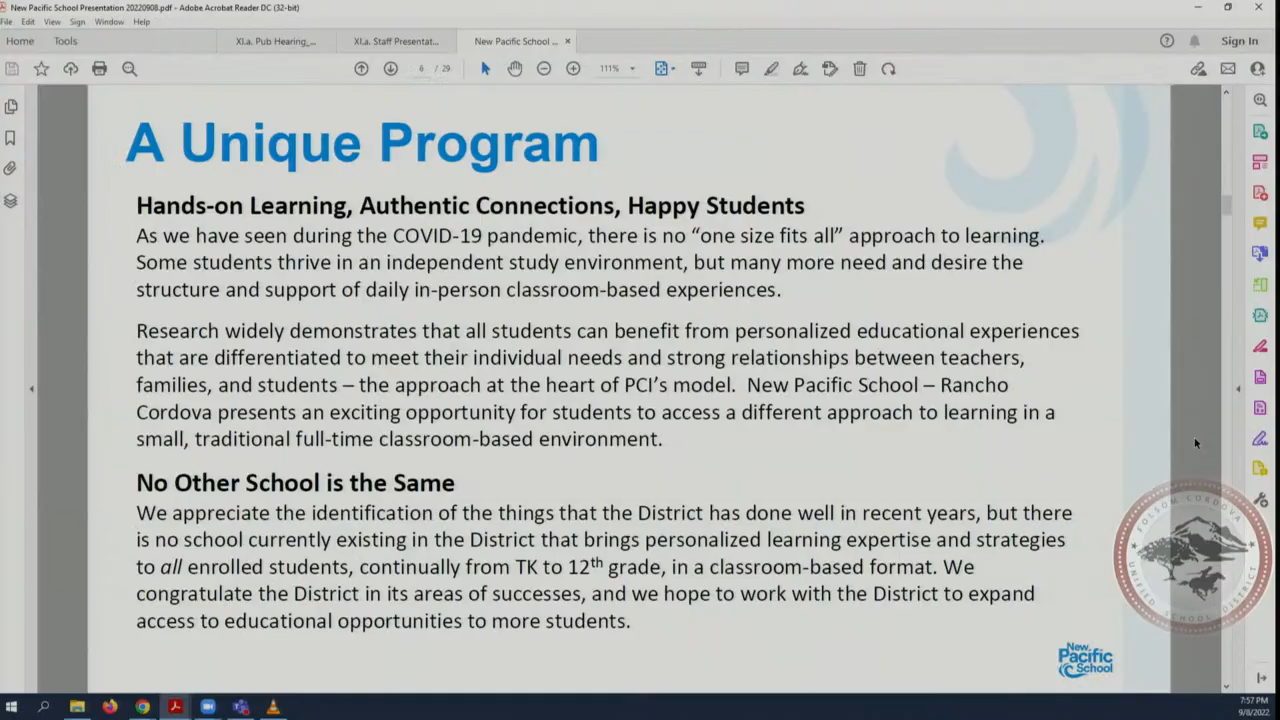 New Pacific School Presentation 20220908.pdf - Adobe Acrobat Reader DC (32-bit)
File Edit View Sign Window Help
Home Tools XI.a. Pub Hearing_... XI.a. Staff Presentat... New Pacific School ... × Sign In
6 / 29 111%
A Unique Program
Hands-on Learning, Authentic Connections, Happy Students
As we have seen during the COVID-19 pandemic, there is no “one size fits all” approach to learning.
Some students thrive in an independent study environment, but many more need and desire the
structure and support of daily in-person classroom-based experiences.
Research widely demonstrates that all students can benefit from personalized educational experiences
that are differentiated to meet their individual needs and strong relationships between teachers,
families, and students – the approach at the heart of PCI’s model. New Pacific School – Rancho
Cordova presents an exciting opportunity for students to access a different approach to learning in a
small, traditional full-time classroom-based environment.
No Other School is the Same
We appreciate the identification of the things that the District has done well in recent years, but there
is no school currently existing in the District that brings personalized learning expertise and strategies
to all enrolled students, continually from TK to 12th grade, in a classroom-based format. We
congratulate the District in its areas of successes, and we hope to work with the District to expand
access to educational opportunities to more students.
FOLSOM CORDOVA
UNIFIED SCHOOL DISTRICT
New
Pacific
School
7:57 PM
9/8/2022